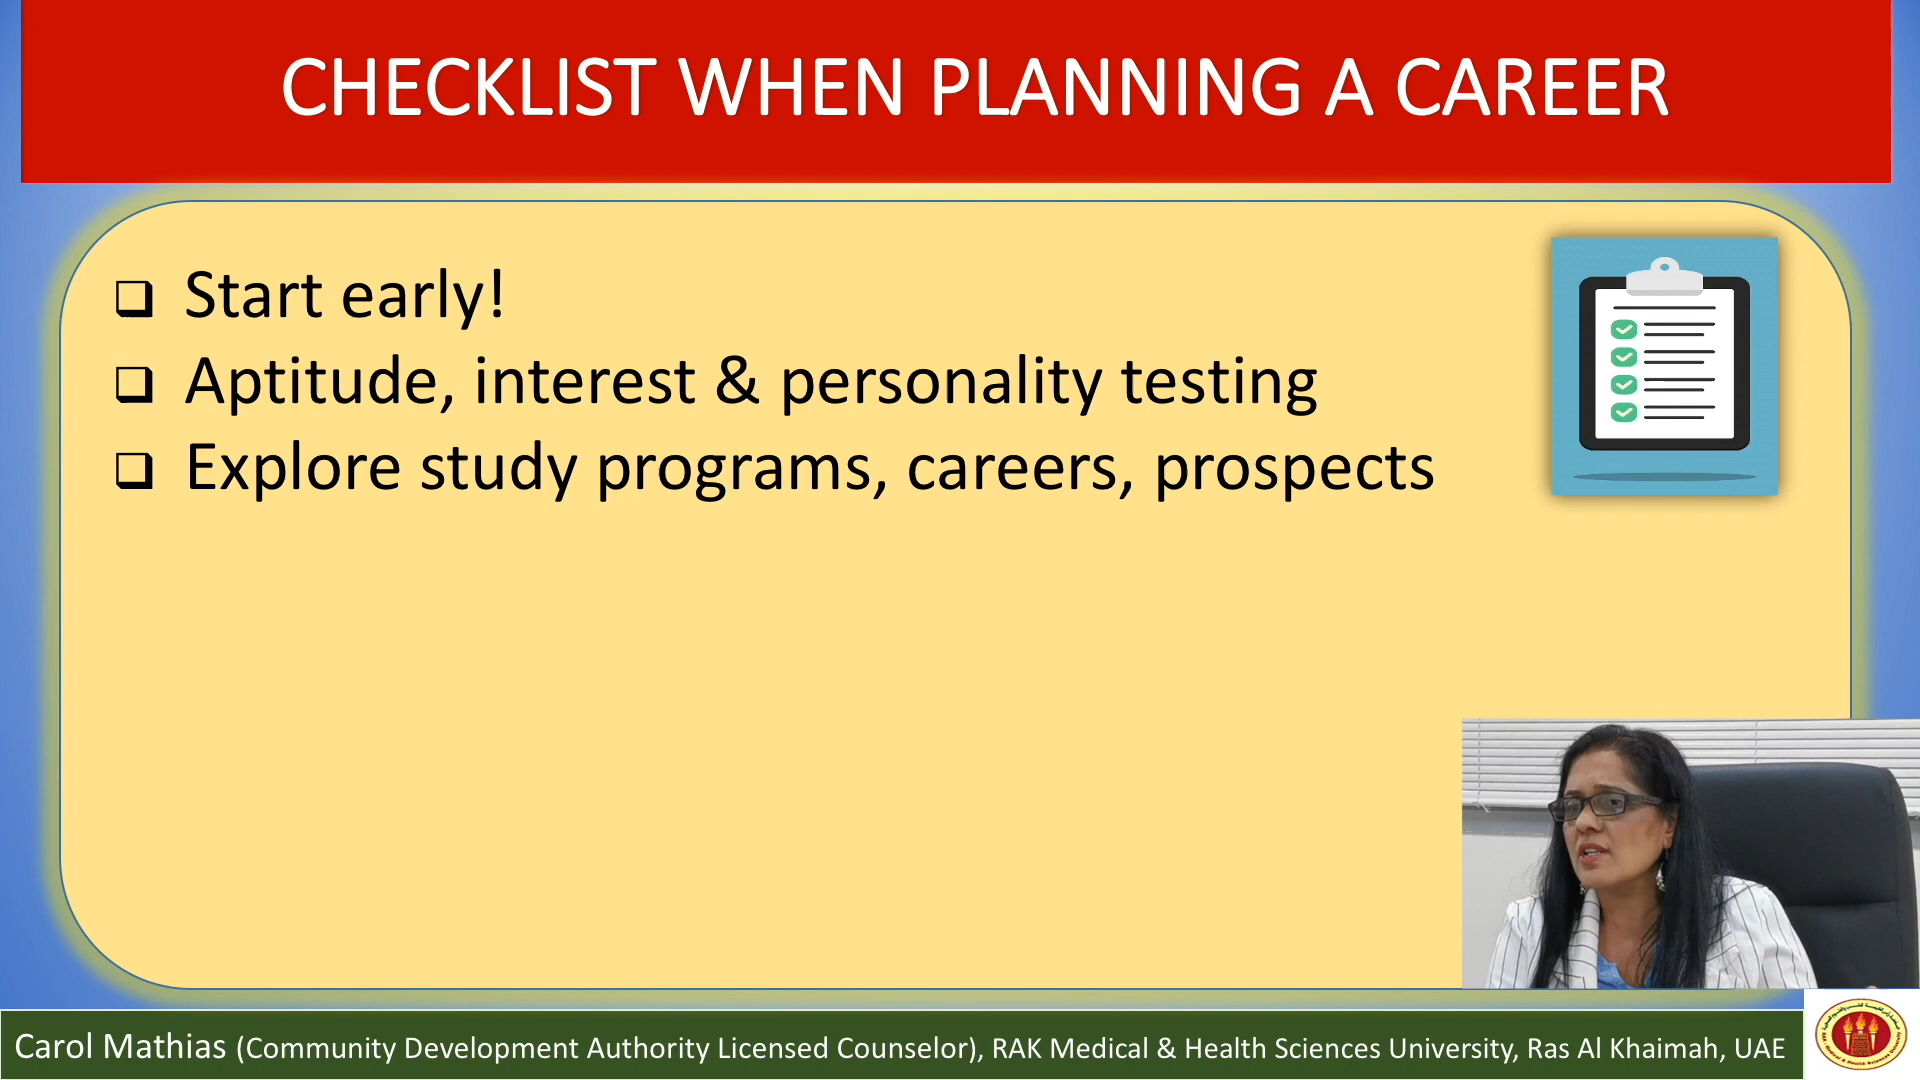 CHECKLIST WHEN PLANNING A CAREER
Start early!
Aptitude, interest & personality testing
Explore study programs, careers, prospects
Carol Mathias (Community Development Authority Licensed Counselor), RAK Medical & Health Sciences University, Ras Al Khaimah, UAE